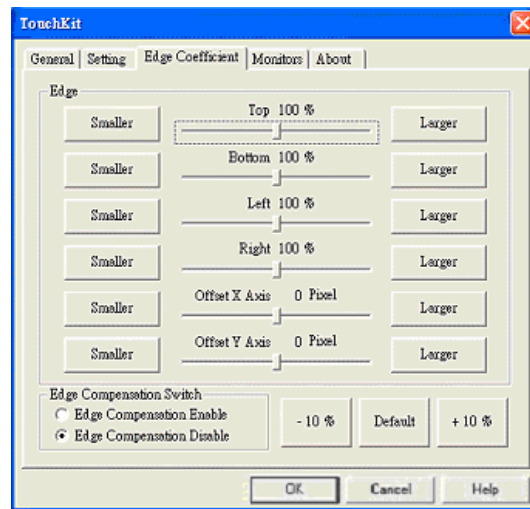 TouchKit
General Setting Edge Coefficient Monitors About
Edge
Top 100 %
Smaller Larger
Bottom 100 %
Smaller Larger
Left 100 %
Smaller Larger
Right 100 %
Smaller Larger
Offset X Axis 0 Pixel
Smaller Larger
Offset Y Axis 0 Pixel
Smaller Larger
Edge Compensation Switch
Edge Compensation Enable
Edge Compensation Disable
- 10 % Default + 10 %
OK Cancel Help